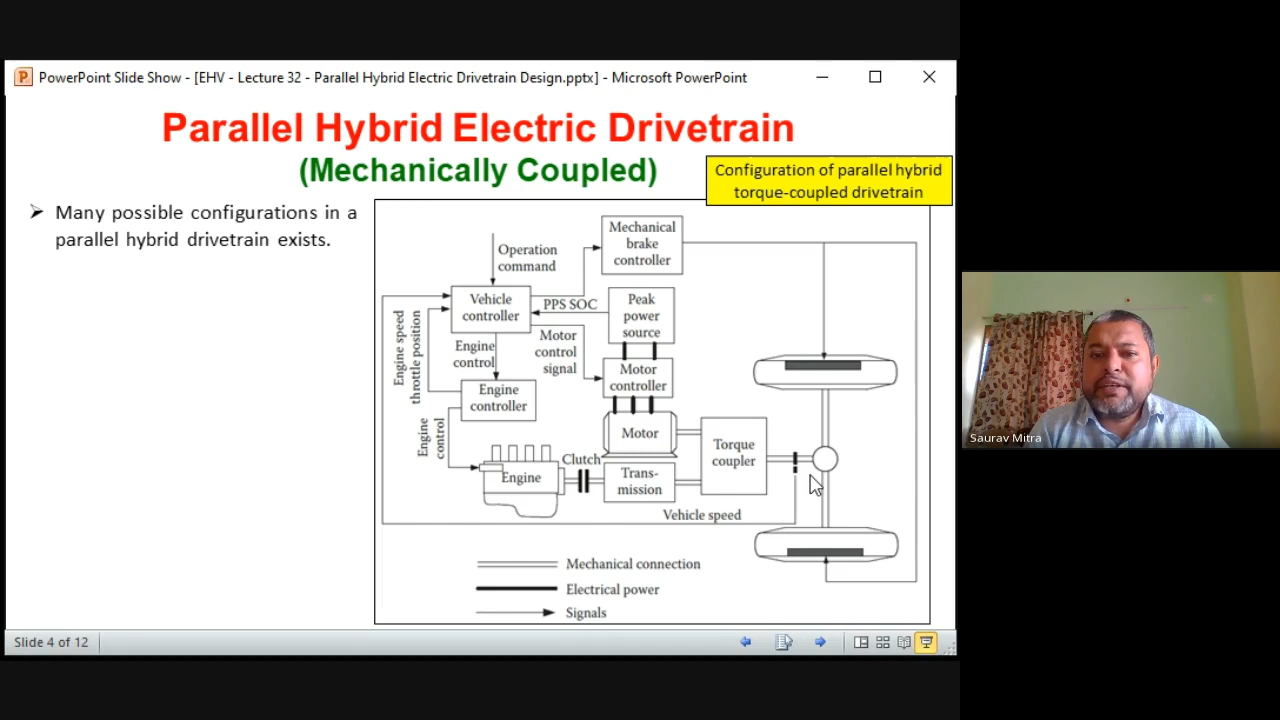 PowerPoint Slide Show - [EHV - Lecture 32 - Parallel Hybrid Electric Drivetrain Design.pptx] - Microsoft PowerPoint
Parallel Hybrid Electric Drivetrain
(Mechanically Coupled)
Configuration of parallel hybrid
torque-coupled drivetrain
Many possible configurations in a
parallel hybrid drivetrain exists.
Mechanical
brake
controller
Operation
command
Vehicle
controller
PPS SOC
Peak
power
source
Engine speed
throttle position
Engine
control
Motor
control
signal
Motor
controller
Engine
controller
Engine
control
Motor
Torque
coupler
Clutch
Engine
Trans-
mission
Vehicle speed
Mechanical connection
Electrical power
Signals
Saurav Mitra
Slide 4 of 12